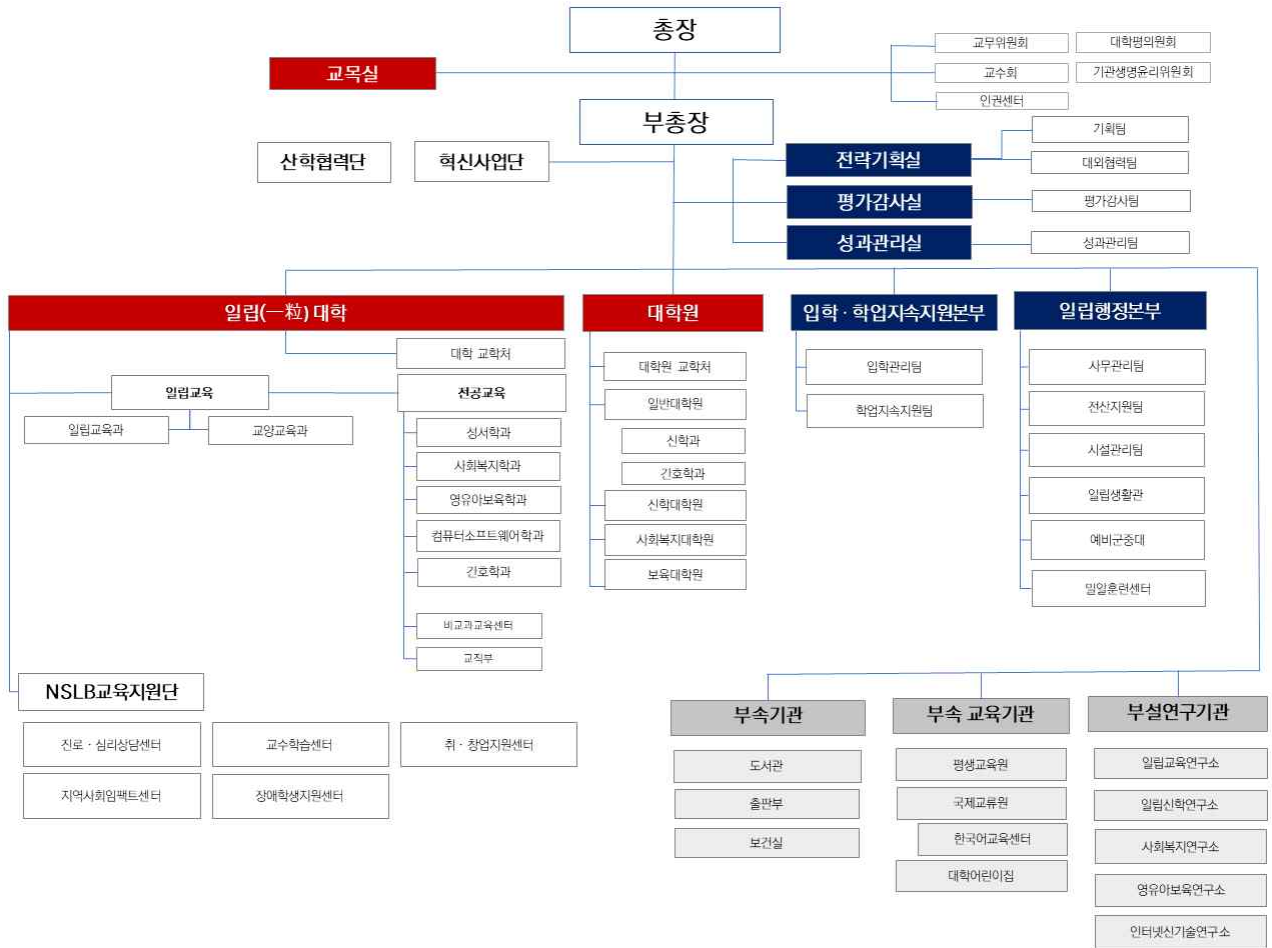 총장
교목실
교무위원회
대학평의원회
교수회
기관생명윤리위원회
인권센터
부총장
산학협력단
혁신사업단
전략기획실
기획팀
대외협력팀
평가감사실
평가감사팀
성과관리실
성과관리팀
일립(一粒) 대학
대학원
입학 · 학업지속지원본부
일립행정본부
대학 교학처
일립교육
전공교육
일립교육과
교양교육과
성서학과
사회복지학과
영유아보육학과
컴퓨터소프트웨어학과
간호학과
비교과교육센터
교직부
대학원 교학처
일반대학원
신학과
간호학과
신학대학원
사회복지대학원
보육대학원
입학관리팀
학업지속지원팀
사무관리팀
전산지원팀
시설관리팀
일립생활관
예비군중대
밀알훈련센터
NSLB교육지원단
진로 · 심리상담센터
교수학습센터
취 · 창업지원센터
지역사회임팩트센터
장애학생지원센터
부속기관
도서관
출판부
보건실
부속 교육기관
평생교육원
국제교류원
한국어교육센터
대학어린이집
부설연구기관
일립교육연구소
일립신학연구소
사회복지연구소
영유아보육연구소
인터넷신기술연구소